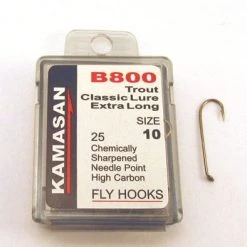 KAMASAN
B800
Trout
Classic Lure
Extra Long
SIZE
25 10
Chemically
Sharpened
Needle Point
High Carbon
FLY HOOKS